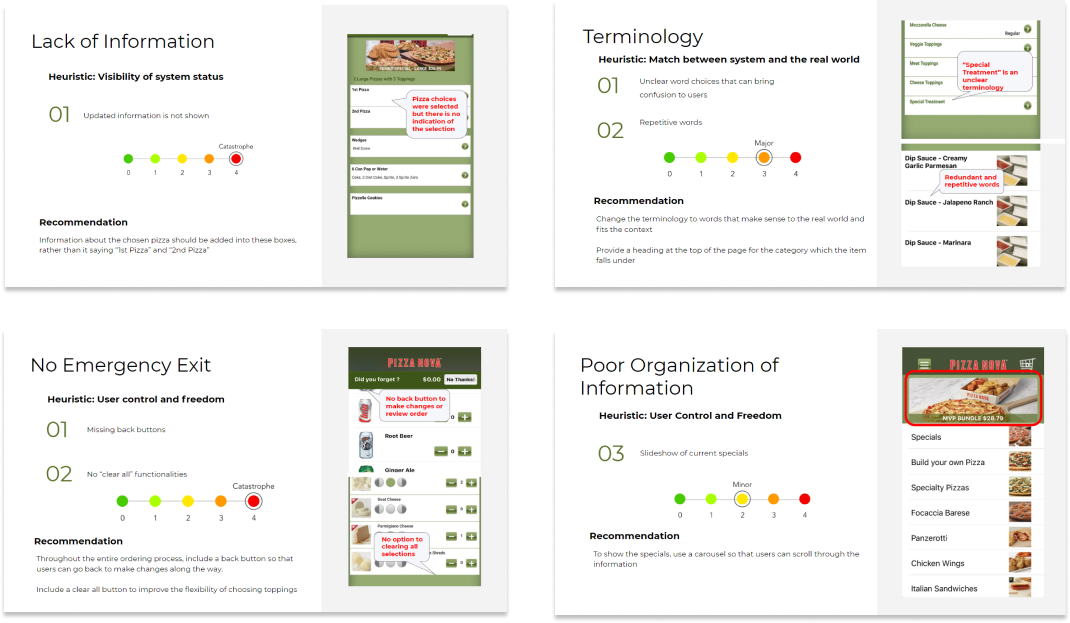 Lack of Information
Heuristic: Visibility of system status
01
Updated information is not shown
Catastrophe
0 1 2 3 4
Recommendation
Information about the chosen pizza should be added into these boxes,
rather than it saying "1st Pizza" and "2nd Pizza"
2 Large Pizzas with 3 Toppings
1st Pizza
2nd Pizza
Wedges
6 Can Pop or Water
Pizzella Cookies
Pizza choices
were selected
but there is no
indication of
the selection
Terminology
Heuristic: Match between system and the real world
01
Unclear word choices that can bring
confusion to users
02
Repetitive words
Major
0 1 2 3 4
Recommendation
Change the terminology to words that make sense to the real world and
fits the context
Provide a heading at the top of the page for the category which the item
falls under
Mozzarella Cheese
Regular
Veggie Toppings
Meat Toppings
Cheese Toppings
Special Treatment
"Special
Treatment" is an
unclear
terminology
Dip Sauce - Creamy
Garlic Parmesan
Redundant and
repetitive words
Dip Sauce - Jalapeno Ranch
Dip Sauce - Marinara
No Emergency Exit
Heuristic: User control and freedom
01
Missing back buttons
02
No "clear all" functionalities
Catastrophe
0 1 2 3 4
Recommendation
Throughout the entire ordering process, include a back button so that
users can go back to make changes along the way.
Include a clear all button to improve the flexibility of choosing toppings
PIZZA NOVA
Did you forget ? $0.00 No Thanks!
No back button to
make changes or
review order
0
Root Beer
0
Ginger Ale
2
Goat Cheese
Parmigiano Cheese
1
No option to
clearing all
selections
Poor Organization of
Information
Heuristic: User Control and Freedom
03
Slideshow of current specials
Minor
0 1 2 3 4
Recommendation
To show the specials, use a carousel so that users can scroll through the
information
PIZZA NOVA
PIZZA NOVA
MVP BUNDLE $28.79
Specials
Build your own Pizza
Specialty Pizzas
Focaccia Barese
Panzerotti
Chicken Wings
Italian Sandwiches